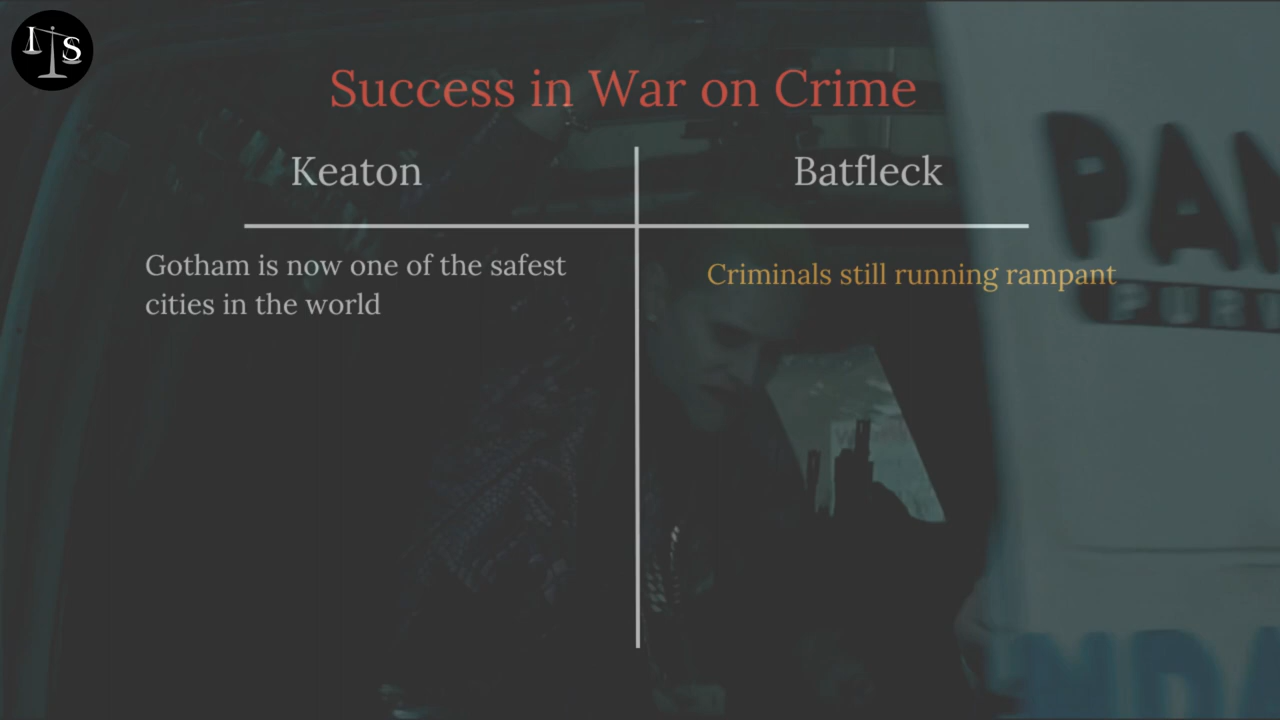 I S
Success in War on Crime
Keaton
Batfleck
Gotham is now one of the safest
cities in the world
Criminals still running rampant
PAN